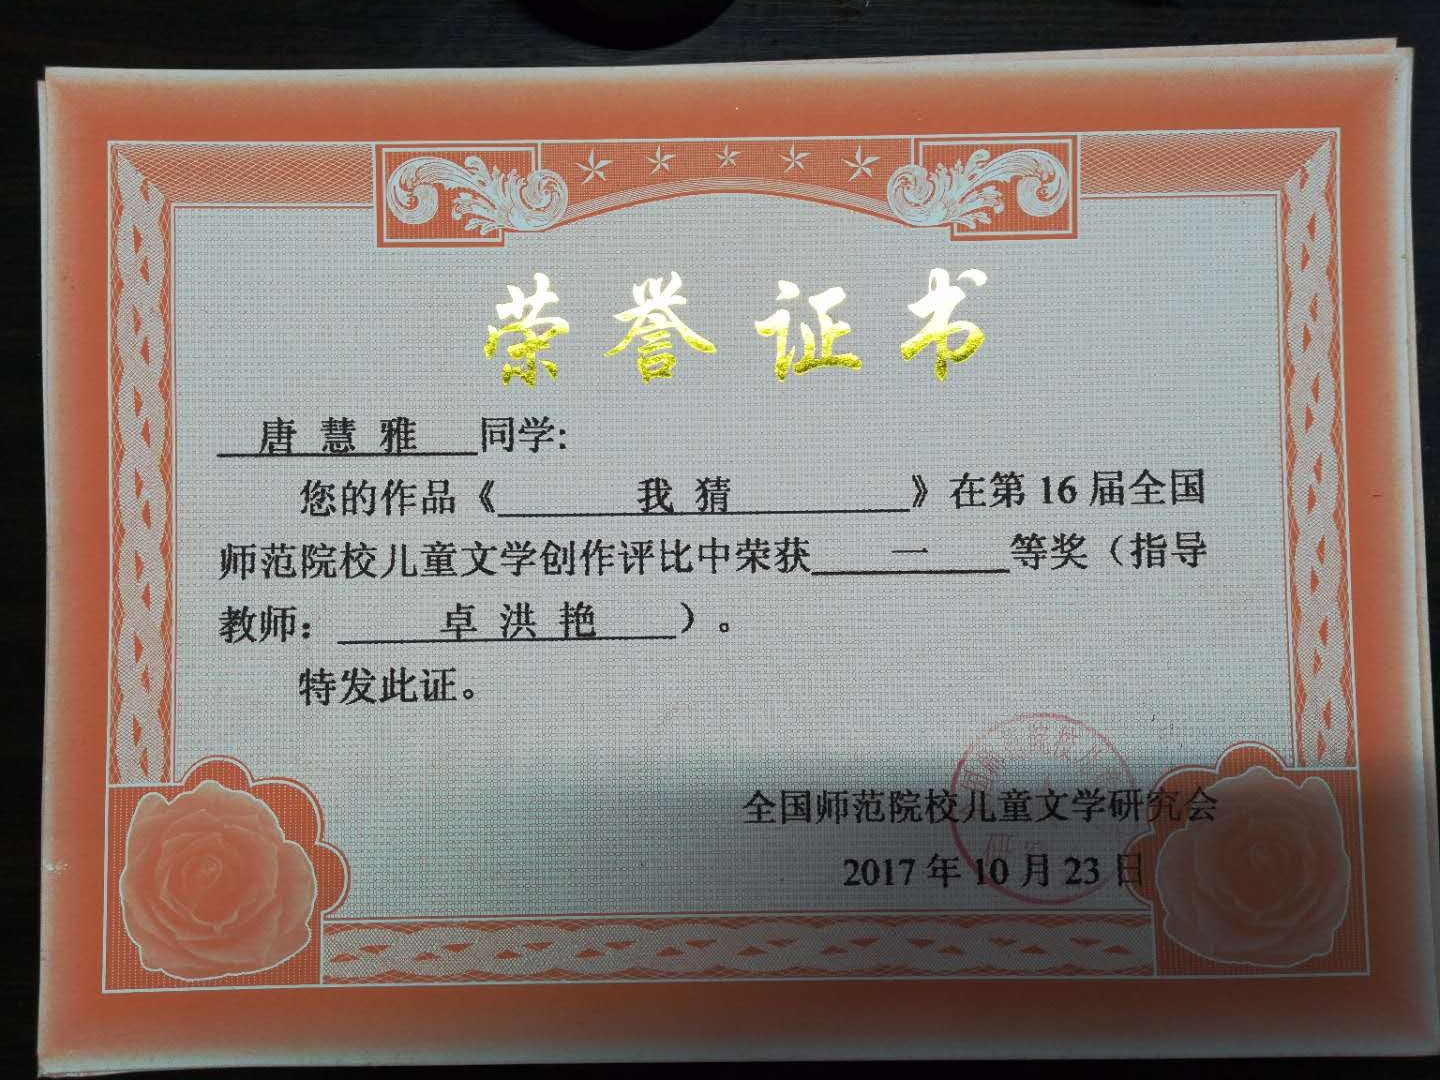 荣誉证书
唐慧雅 同学:
您的作品《 我猜 》在第16届全国
师范院校儿童文学创作评比中荣获 一 等奖（指导
教师： 卓洪艳 ）。
特发此证。
全国师范院校儿童文学研究会
2017年10月23日